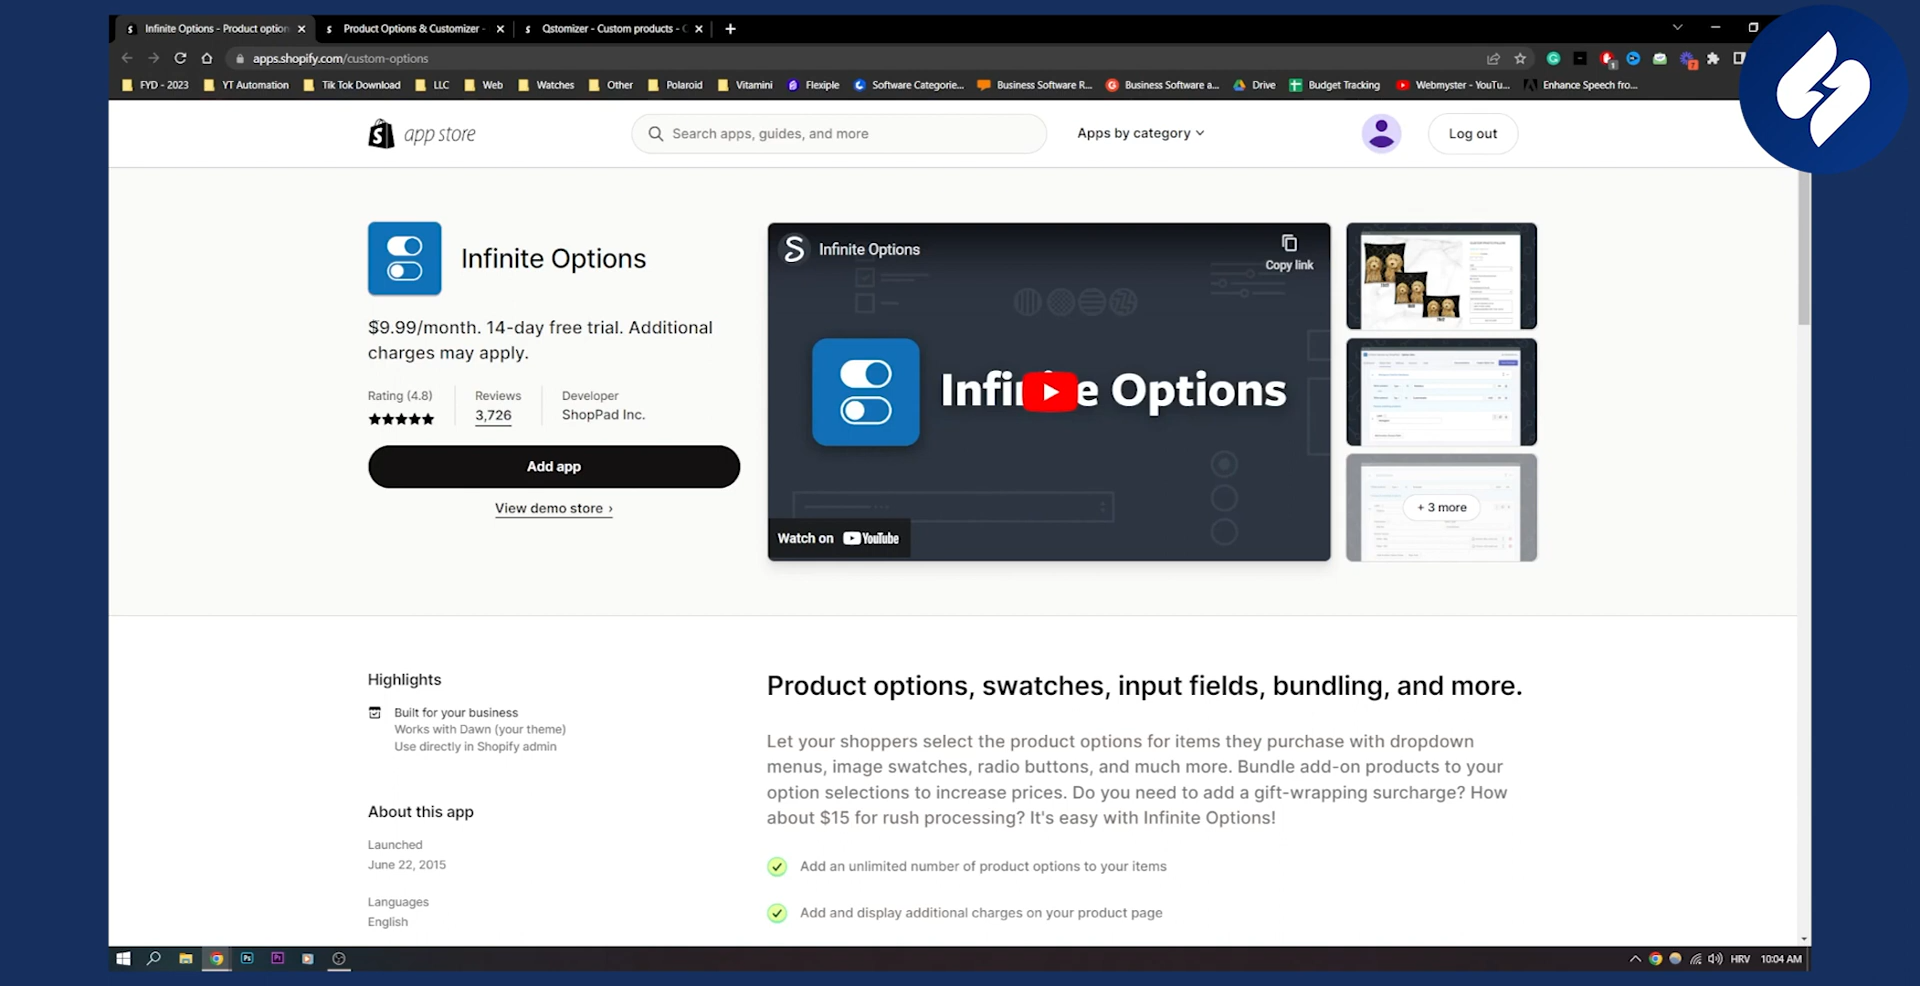 Infinite Options - Product option
Product Options & Customizer -
Qstomizer - Custom products - C
apps.shopify.com/custom-options
FYD - 2023
YT Automation
Tik Tok Download
LLC
Web
Watches
Other
Polaroid
Vitamini
Flexiple
Software Categorie...
Business Software R...
Business Software a...
Drive
Budget Tracking
Webmyster - YouTu...
Enhance Speech fro...
app store
Search apps, guides, and more
Apps by category
Log out
Infinite Options
$9.99/month. 14-day free trial. Additional
charges may apply.
Rating (4.8)
Reviews
3,726
Developer
ShopPad Inc.
Add app
View demo store ›
Infinite Options
Copy link
Infi e Options
Watch on YouTube
+ 3 more
Highlights
Built for your business
Works with Dawn (your theme)
Use directly in Shopify admin
About this app
Launched
June 22, 2015
Languages
English
Product options, swatches, input fields, bundling, and more.
Let your shoppers select the product options for items they purchase with dropdown
menus, image swatches, radio buttons, and much more. Bundle add-on products to your
option selections to increase prices. Do you need to add a gift-wrapping surcharge? How
about $15 for rush processing? It's easy with Infinite Options!
Add an unlimited number of product options to your items
Add and display additional charges on your product page
Ps
Pr
HRV
10:04 AM